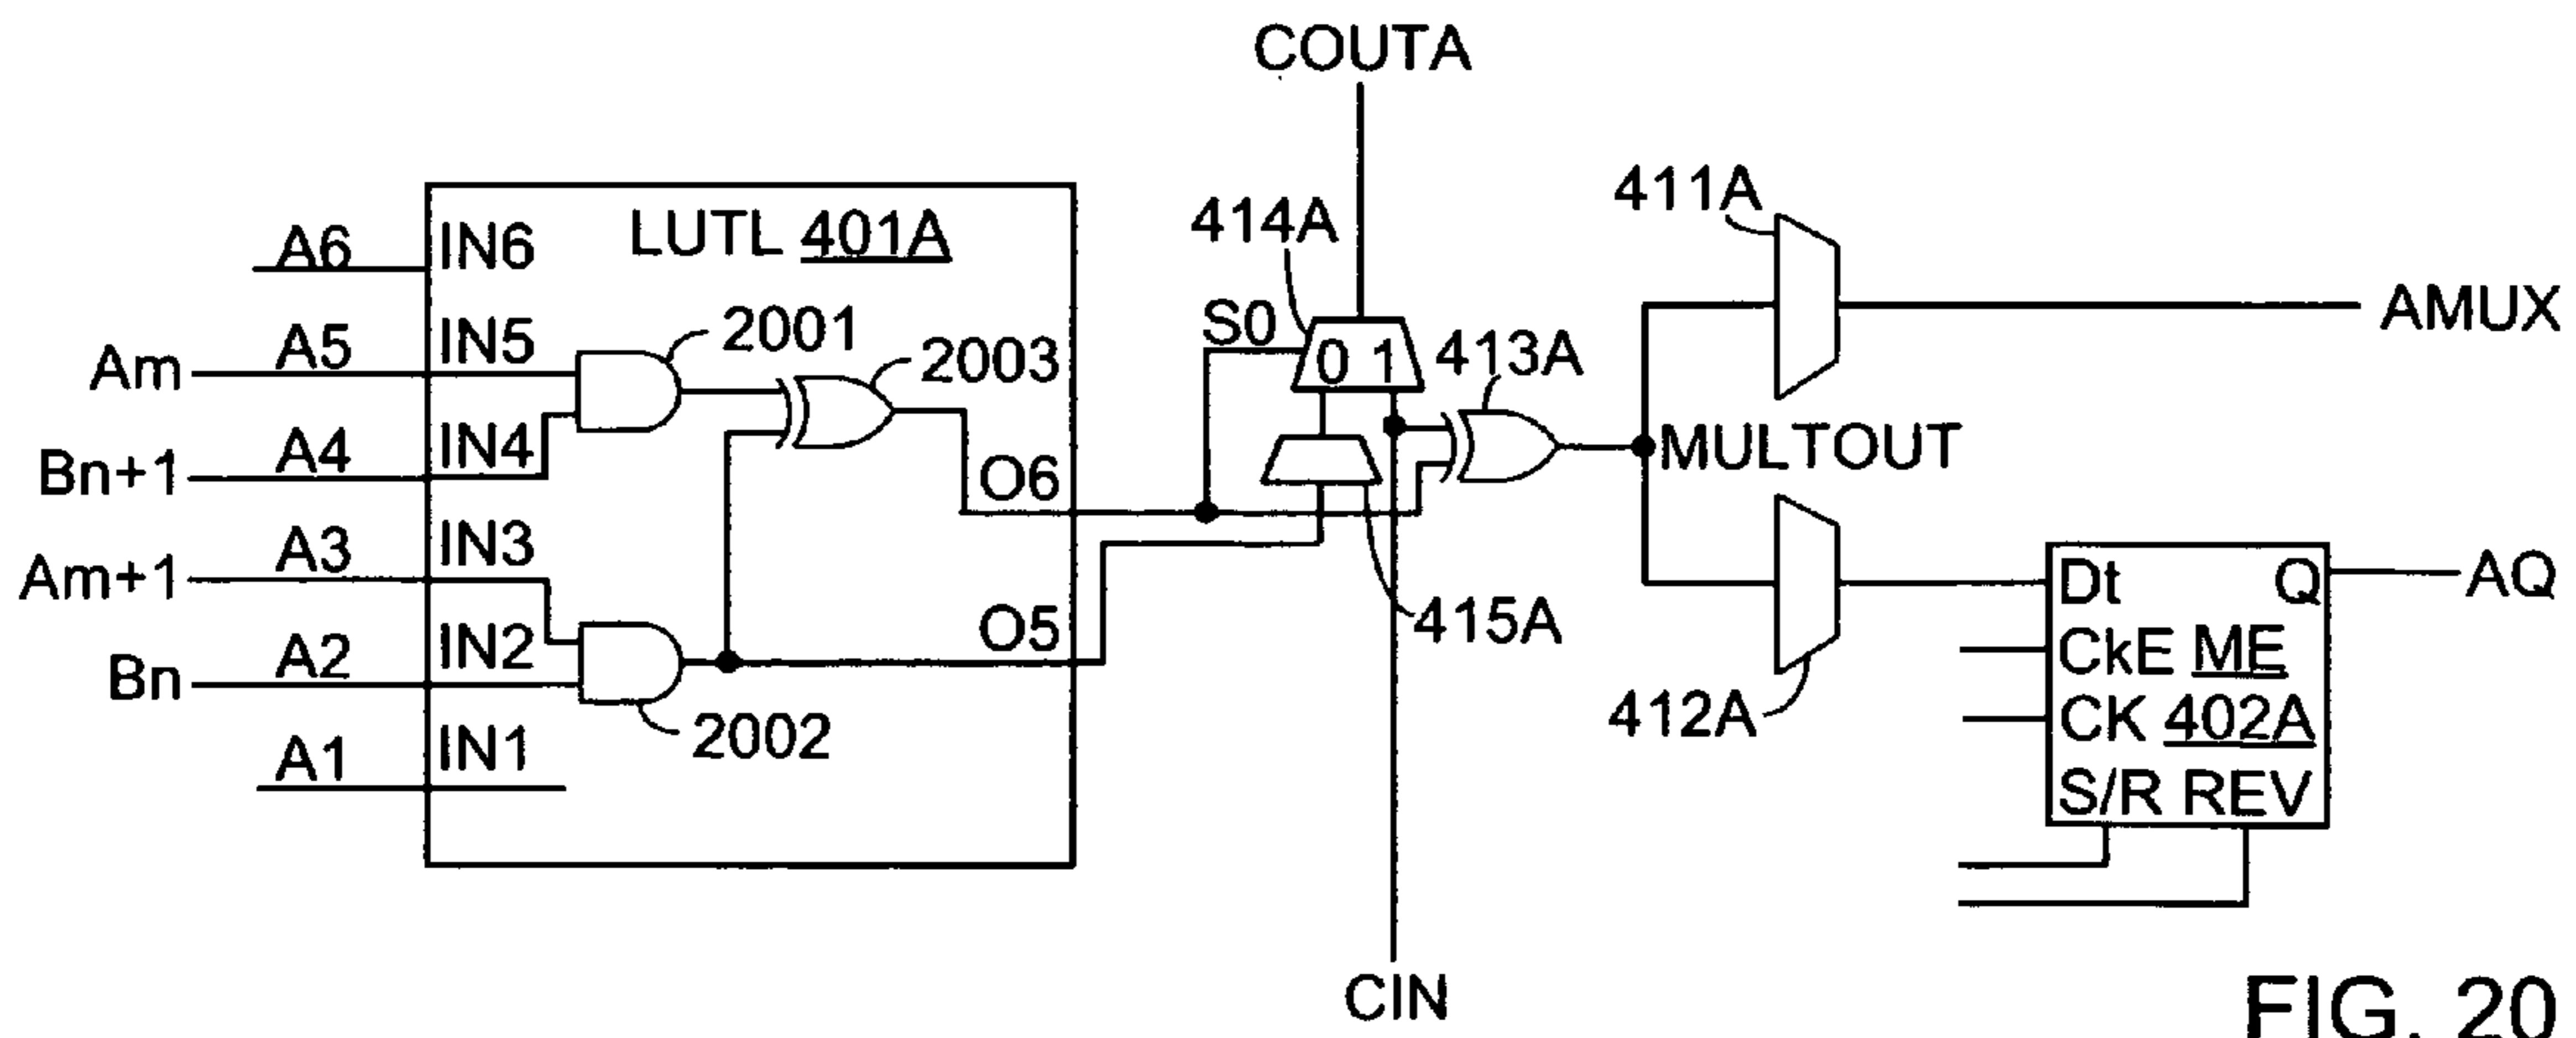 COUTA
414A
411A
A6
IN6
LUTL 401A
S0
0 1
413A
AMUX
Am
A5
IN5
2001
2003
Bn+1
A4
IN4
O6
MULTOUT
Am+1
A3
IN3
O5
415A
Bn
A2
IN2
2002
412A
A1
IN1
Dt Q
AQ
CkE ME
CK 402A
S/R REV
CIN
FIG. 20